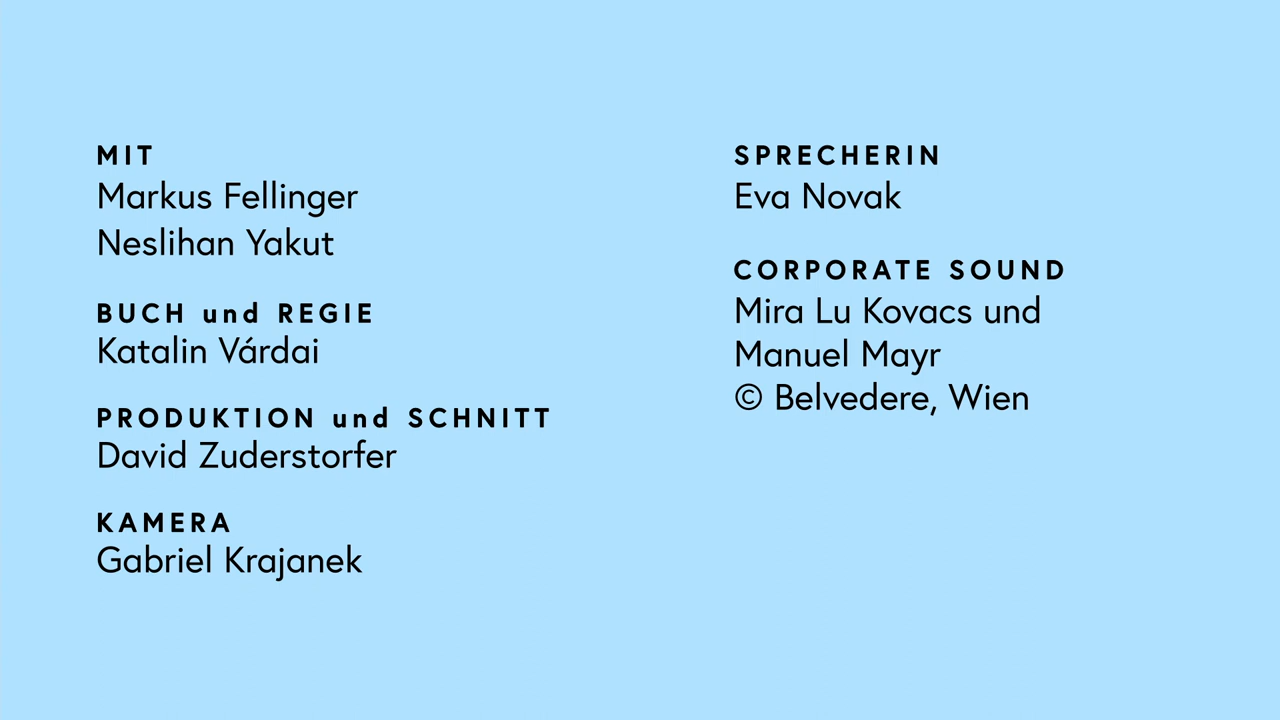 MIT
Markus Fellinger
Neslihan Yakut
BUCH und REGIE
Katalin Várdai
PRODUKTION und SCHNITT
David Zuderstorfer
KAMERA
Gabriel Krajanek
SPRECHERIN
Eva Novak
CORPORATE SOUND
Mira Lu Kovacs und
Manuel Mayr
© Belvedere, Wien